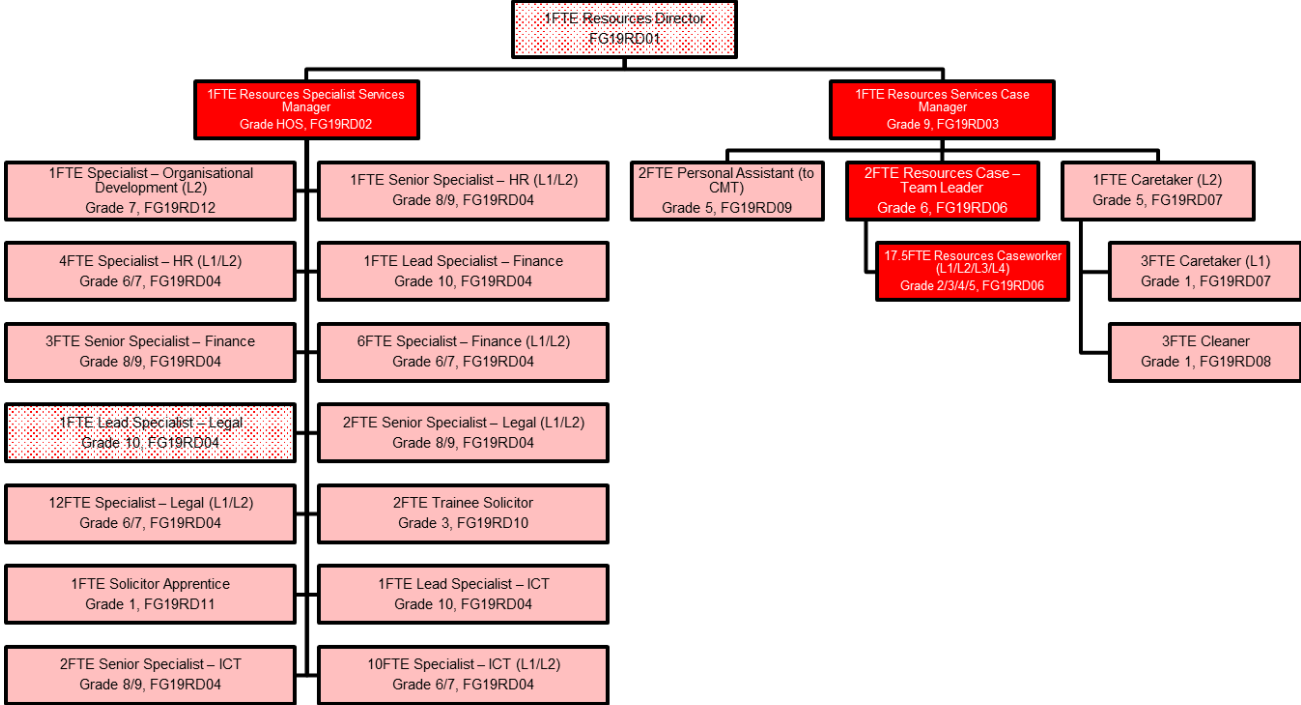 1FTE Resources Director
FG19RD01
1FTE Resources Specialist Services
Manager
Grade HOS, FG19RD02
1FTE Resources Services Case
Manager
Grade 9, FG19RD03
1FTE Specialist – Organisational
Development (L2)
Grade 7, FG19RD12
1FTE Senior Specialist – HR (L1/L2)
Grade 8/9, FG19RD04
2FTE Personal Assistant (to
CMT)
Grade 5, FG19RD09
2FTE Resources Case –
Team Leader
Grade 6, FG19RD06
1FTE Caretaker (L2)
Grade 5, FG19RD07
4FTE Specialist – HR (L1/L2)
Grade 6/7, FG19RD04
1FTE Lead Specialist – Finance
Grade 10, FG19RD04
17.5FTE Resources Caseworker
(L1/L2/L3/L4)
Grade 2/3/4/5, FG19RD06
3FTE Caretaker (L1)
Grade 1, FG19RD07
3FTE Senior Specialist – Finance
Grade 8/9, FG19RD04
6FTE Specialist – Finance (L1/L2)
Grade 6/7, FG19RD04
3FTE Cleaner
Grade 1, FG19RD08
1FTE Lead Specialist – Legal
Grade 10, FG19RD04
2FTE Senior Specialist – Legal (L1/L2)
Grade 8/9, FG19RD04
12FTE Specialist – Legal (L1/L2)
Grade 6/7, FG19RD04
2FTE Trainee Solicitor
Grade 3, FG19RD10
1FTE Solicitor Apprentice
Grade 1, FG19RD11
1FTE Lead Specialist – ICT
Grade 10, FG19RD04
2FTE Senior Specialist – ICT
Grade 8/9, FG19RD04
10FTE Specialist – ICT (L1/L2)
Grade 6/7, FG19RD04